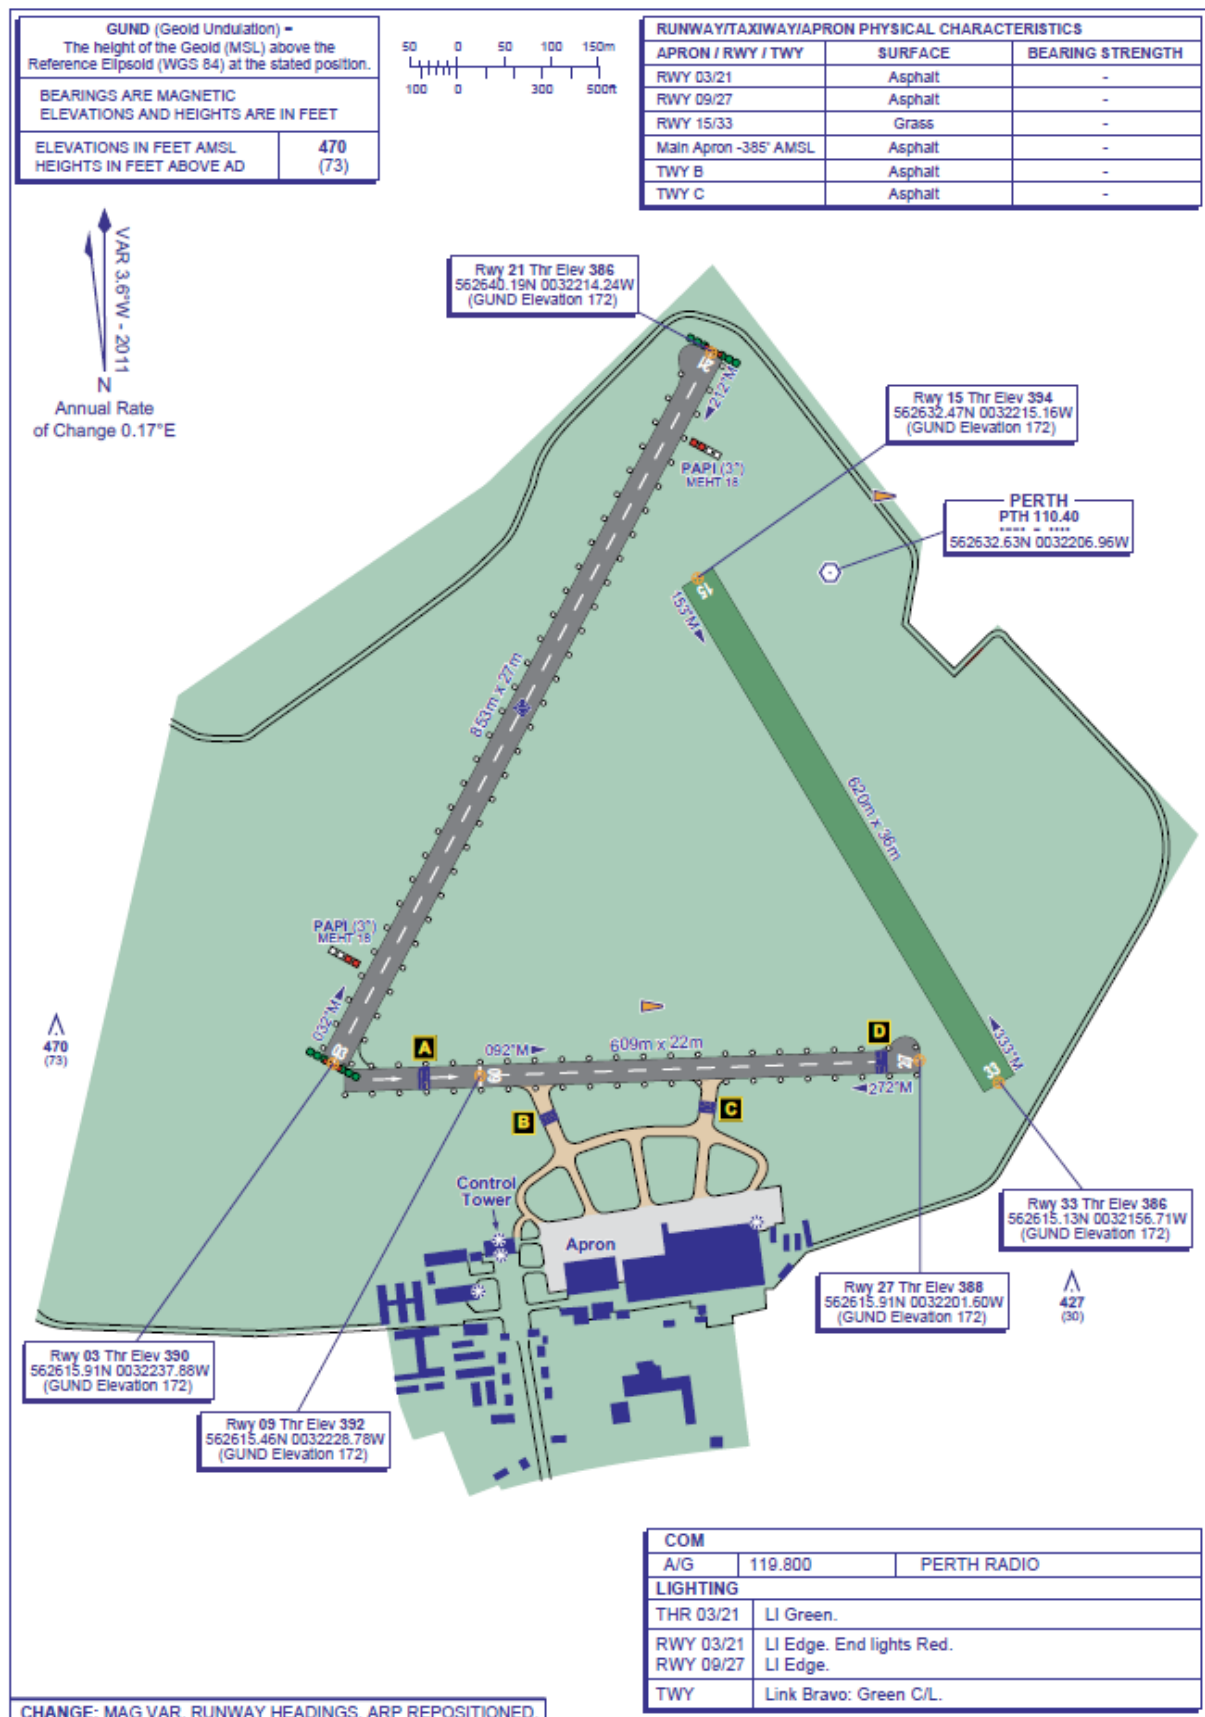 GUND (Geoid Undulation) =
The height of the Geoid (MSL) above the
Reference Elipsoid (WGS 84) at the stated position.
BEARINGS ARE MAGNETIC
ELEVATIONS AND HEIGHTS ARE IN FEET
ELEVATIONS IN FEET AMSL 470
HEIGHTS IN FEET ABOVE AD (73)
50 0 50 100 150m
100 0 300 500ft
RUNWAY/TAXIWAY/APRON PHYSICAL CHARACTERISTICS
APRON / RWY / TWY SURFACE BEARING STRENGTH
RWY 03/21 Asphalt -
RWY 09/27 Asphalt -
RWY 15/33 Grass -
Main Apron -385' AMSL Asphalt -
TWY B Asphalt -
TWY C Asphalt -
VAR 3.6°W - 2011
N
Annual Rate
of Change 0.17°E
Rwy 21 Thr Elev 386
562640.19N 0032214.24W
(GUND Elevation 172)
21
212°M
PAPI (3°)
MEHT 18
Rwy 15 Thr Elev 394
562632.47N 0032215.16W
(GUND Elevation 172)
PERTH
PTH 110.40
562632.63N 0032206.96W
15
153°M
853m x 27m
620m x 36m
PAPI (3°)
MEHT 18
032°M
03
470
(73)
A
092°M
609m x 22m
D
09
27
272°M
333°M
33
B
C
Control
Tower
Apron
Rwy 33 Thr Elev 386
562615.13N 0032156.71W
(GUND Elevation 172)
Rwy 27 Thr Elev 388
562615.91N 0032201.60W
(GUND Elevation 172)
427
(30)
Rwy 03 Thr Elev 390
562615.91N 0032237.88W
(GUND Elevation 172)
Rwy 09 Thr Elev 392
562615.46N 0032228.78W
(GUND Elevation 172)
COM
A/G 119.800 PERTH RADIO
LIGHTING
THR 03/21 LI Green.
RWY 03/21 LI Edge. End lights Red.
RWY 09/27 LI Edge.
TWY Link Bravo: Green C/L.
CHANGE: MAG VAR. RUNWAY HEADINGS. ARP REPOSITIONED.